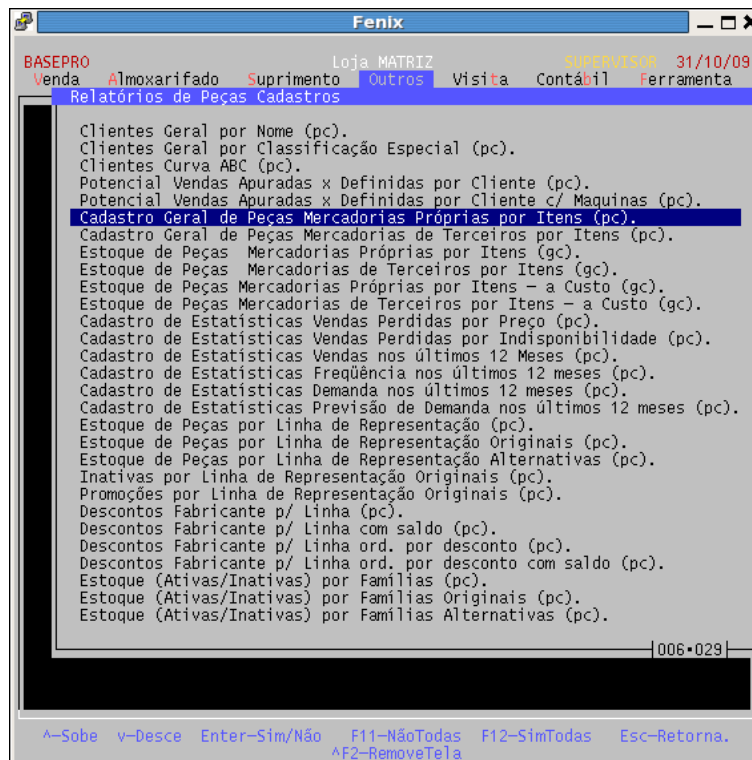 Fenix
BASEPRO Loja MATRIZ SUPERVISOR 31/10/09
Venda Almoxarifado Suprimento Outros Visita Contábil Ferramenta
Relatórios de Peças Cadastros
Clientes Geral por Nome (pc).
Clientes Geral por Classificação Especial (pc).
Clientes Curva ABC (pc).
Potencial Vendas Apuradas x Definidas por Cliente (pc).
Potencial Vendas Apuradas x Definidas por Cliente c/ Maquinas (pc).
Cadastro Geral de Peças Mercadorias Próprias por Itens (pc).
Cadastro Geral de Peças Mercadorias de Terceiros por Itens (pc).
Estoque de Peças  Mercadorias Próprias por Itens (gc).
Estoque de Peças  Mercadorias de Terceiros por Itens (gc).
Estoque de Peças Mercadorias Próprias por Itens – a Custo (gc).
Estoque de Peças Mercadorias de Terceiros por Itens – a Custo (gc).
Cadastro de Estatísticas Vendas Perdidas por Preço (pc).
Cadastro de Estatísticas Vendas Perdidas por Indisponibilidade (pc).
Cadastro de Estatísticas Vendas nos últimos 12 Meses (pc).
Cadastro de Estatísticas Freqüência nos últimos 12 meses (pc).
Cadastro de Estatísticas Demanda nos últimos 12 meses (pc).
Cadastro de Estatísticas Previsão de Demanda nos últimos 12 meses (pc).
Estoque de Peças por Linha de Representação (pc).
Estoque de Peças por Linha de Representação Originais (pc).
Estoque de Peças por Linha de Representação Alternativas (pc).
Inativas por Linha de Representação Originais (pc).
Promoções por Linha de Representação Originais (pc).
Descontos Fabricante p/ Linha (pc).
Descontos Fabricante p/ Linha com saldo (pc).
Descontos Fabricante p/ Linha ord. por desconto (pc).
Descontos Fabricante p/ Linha ord. por desconto com saldo (pc).
Estoque (Ativas/Inativas) por Famílias (pc).
Estoque (Ativas/Inativas) por Famílias Originais (pc).
Estoque (Ativas/Inativas) por Famílias Alternativas (pc).
006▪029
^–Sobe v–Desce Enter–Sim/Não F11–NãoTodas F12–SimTodas Esc–Retorna.
^F2–RemoveTela